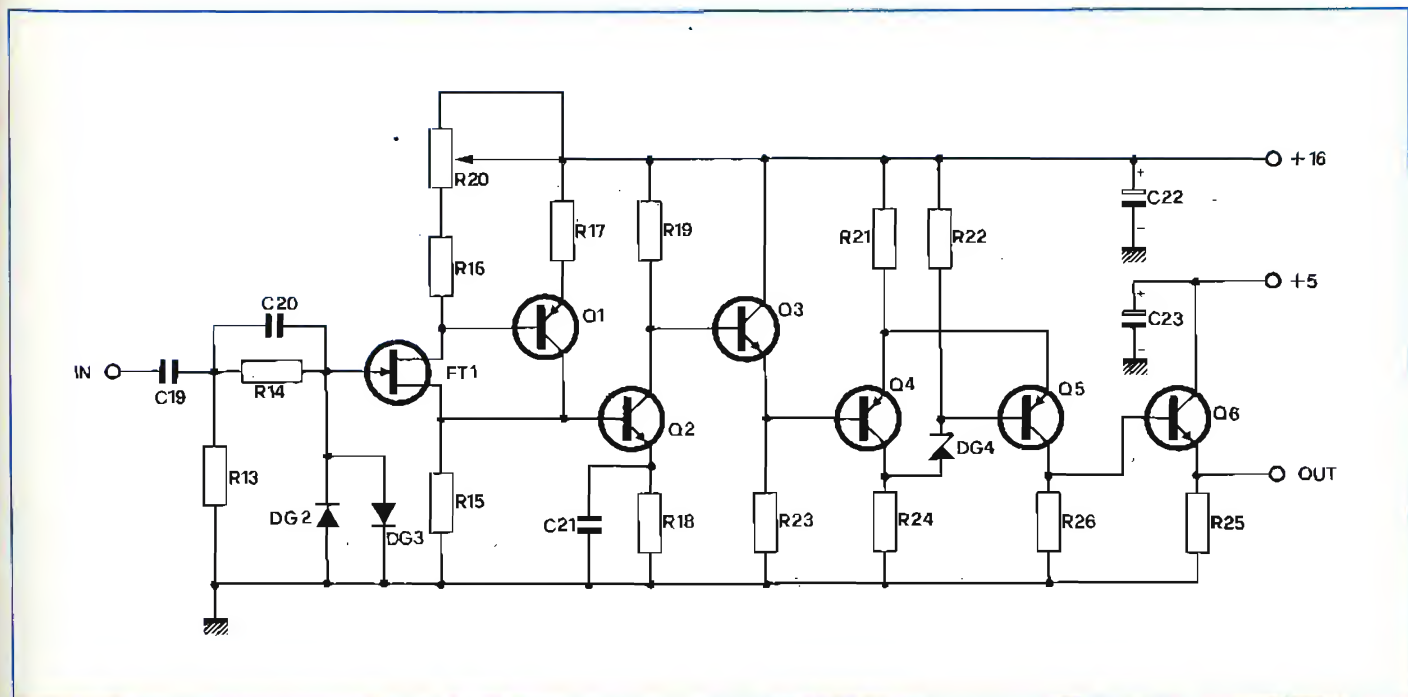 R20
+16
R17
R19
C22
R21
R22
R16
+5
C20
Q1
Q3
C23
IN
FT1
Q4
Q5
C19
R14
Q6
Q2
DG4
OUT
R13
R15
DG2
DG3
C21
R18
R23
R24
R26
R25